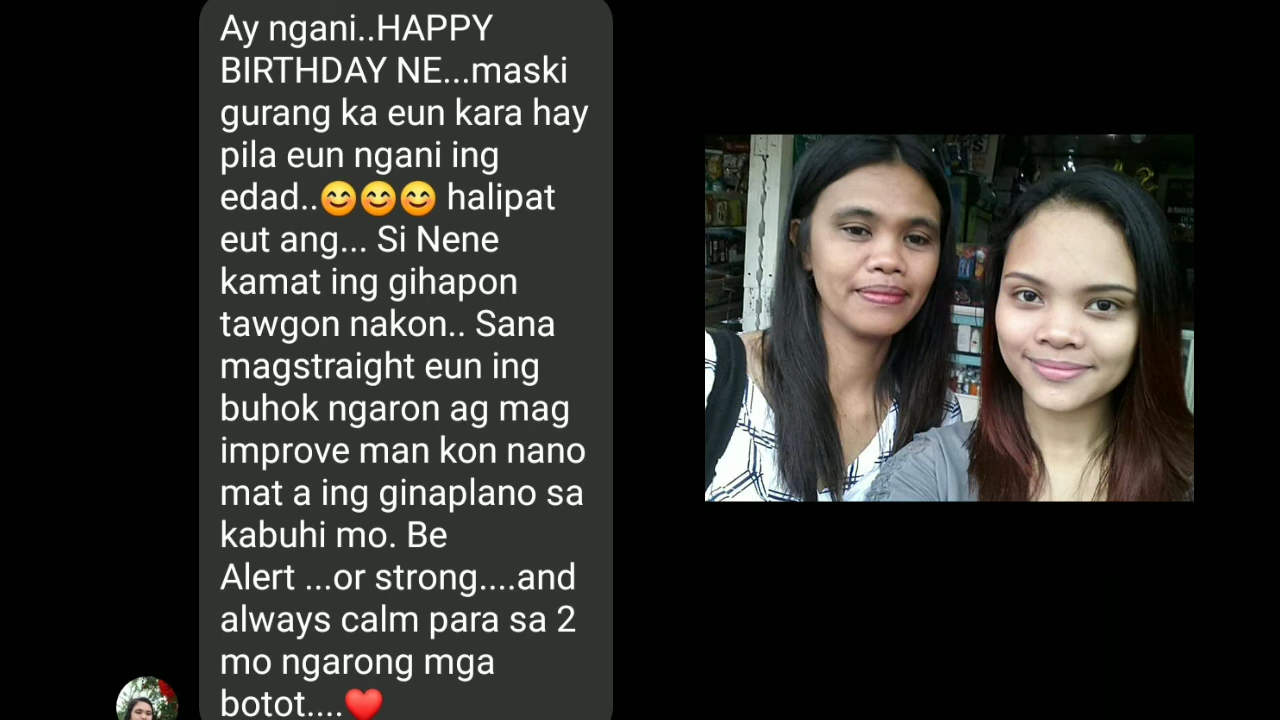 Ay ngani..HAPPY
BIRTHDAY NE...maski
gurang ka eun kara hay
pila eun ngani ing
edad..😊😊😊 halipat
eut ang... Si Nene
kamat ing gihapon
tawgon nakon.. Sana
magstraight eun ing
buhok ngaron ag mag
improve man kon nano
mat a ing ginaplano sa
kabuhi mo. Be
Alert ...or strong....and
always calm para sa 2
mo ngarong mga
botot....❤️